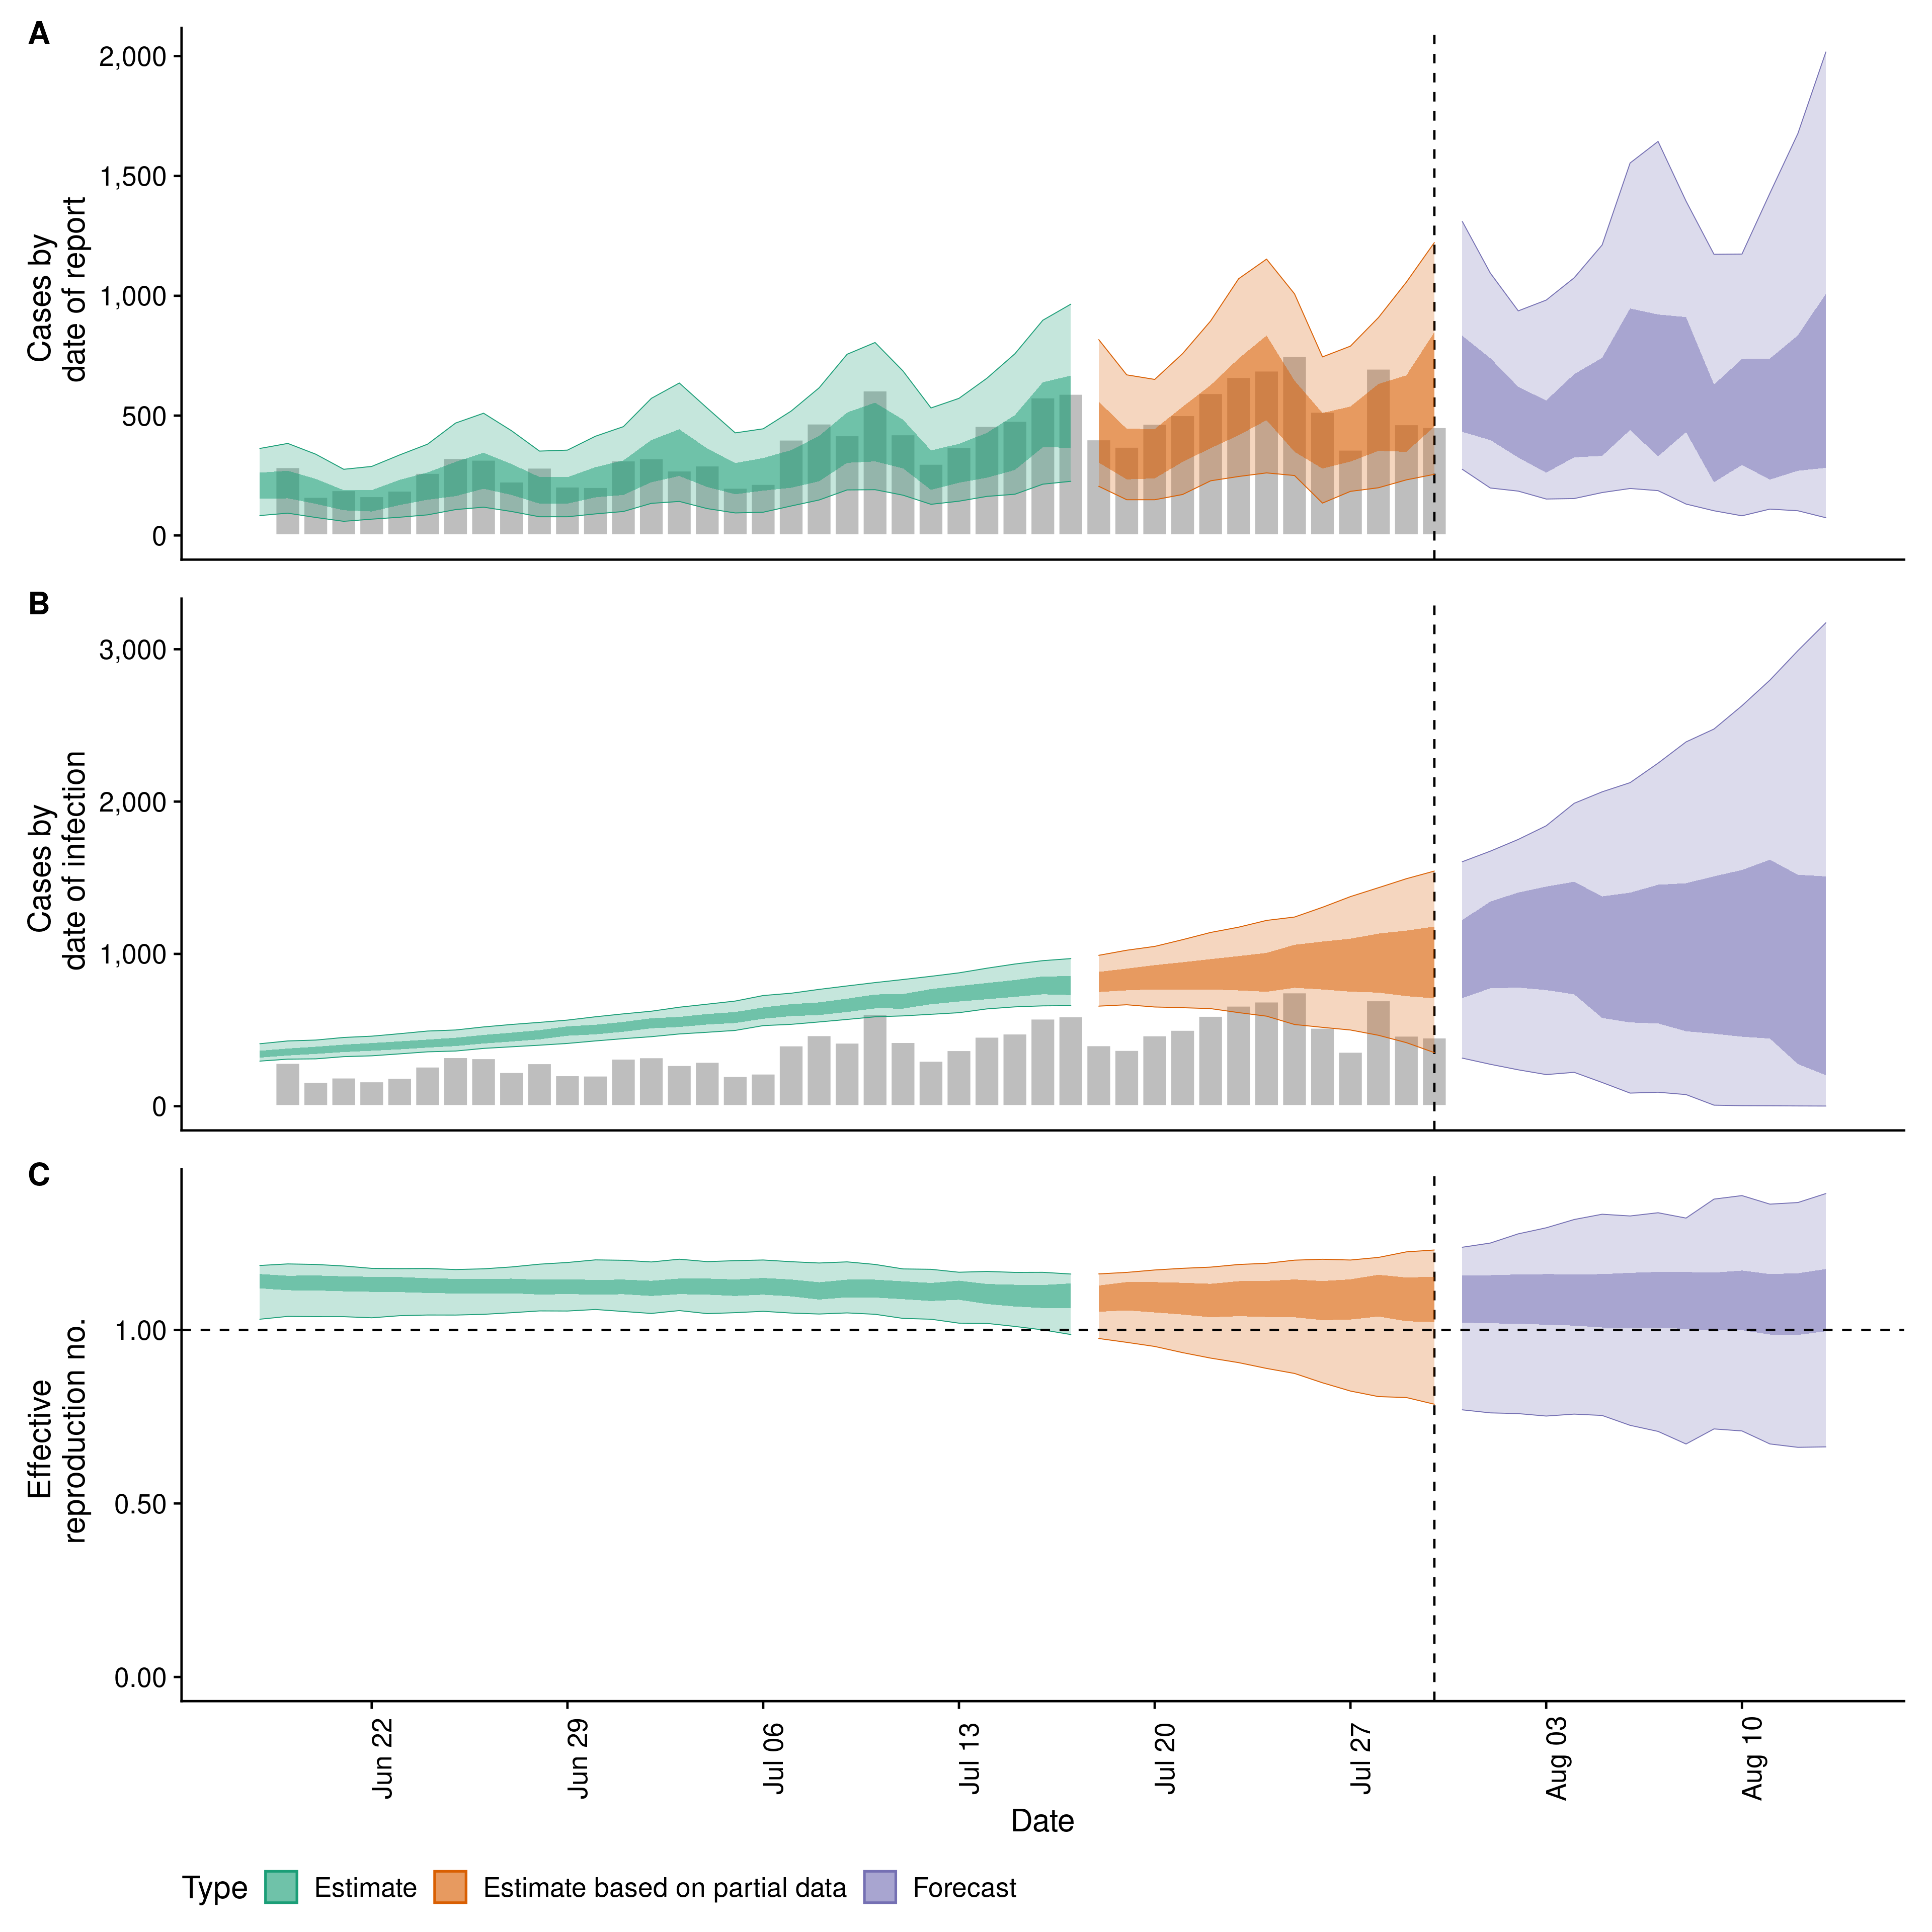 A
2,000
1,500
1,000
500
0
Cases by
date of report
B
3,000
2,000
1,000
0
Cases by
date of infection
C
1.00
0.50
0.00
Effective
reproduction no.
Jun 22
Jun 29
Jul 06
Jul 13
Jul 20
Jul 27
Aug 03
Aug 10
Date
Type
Estimate
Estimate based on partial data
Forecast